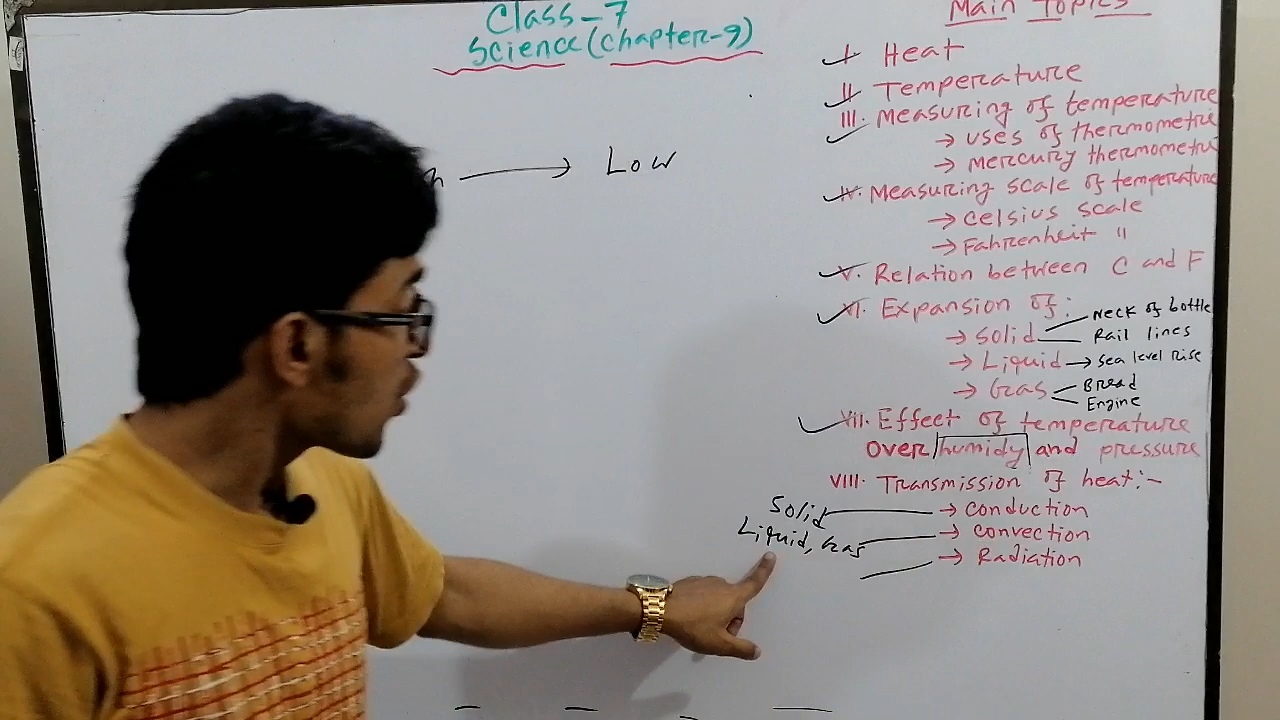 Class-7
Science (Chapter-9)
→ Low
Main Topics
I Heat
II Temperature
III. Measuring of temperature
→ uses of thermometric
→ Mercury thermometric
IV. Measuring scale of temperature
→ Celsius scale
→ Fahrenheit "
V. Relation between C and F
VI. Expansion of:
→ Solid
Neck of bottle
Rail lines
→ Liquid → Sea level rise
→ Gas
Bread
Engine
VII. Effect of temperature
over humidy and pressure
VIII. Transmission of heat:-
Solid → conduction
Liquid, Gas → convection
→ Radiation